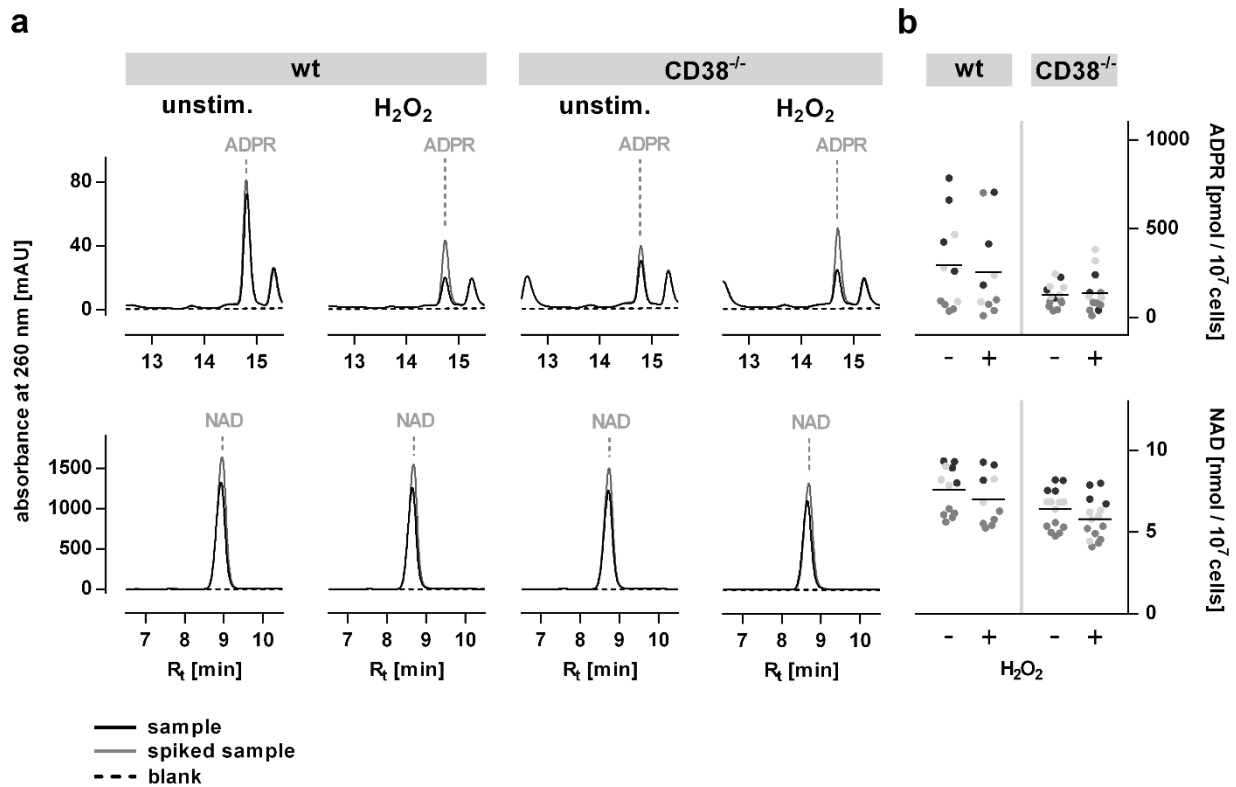 a
b
wt
CD38-/-
wt
CD38-/-
unstim.
H2O2
unstim.
H2O2
ADPR
ADPR
ADPR
ADPR
80
40
0
1000
500
0
ADPR [pmol / 10^7 cells]
13 14 15
13 14 15
13 14 15
13 14 15
- +
- +
absorbance at 260 nm [mAU]
NAD
NAD
NAD
NAD
1500
1000
500
0
10
5
0
NAD [nmol / 10^7 cells]
7 8 9 10
7 8 9 10
7 8 9 10
7 8 9 10
- +
- +
Rt [min]
Rt [min]
Rt [min]
Rt [min]
H2O2
sample
spiked sample
blank